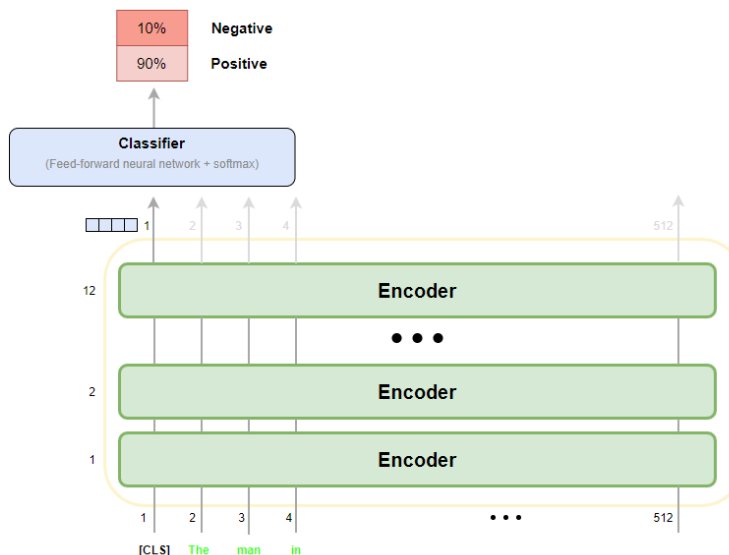 10% Negative
90% Positive
Classifier
(Feed-forward neural network + softmax)
1 2 3 4 512
12 Encoder
2 Encoder
1 Encoder
1 2 3 4 512
[CLS] The man in